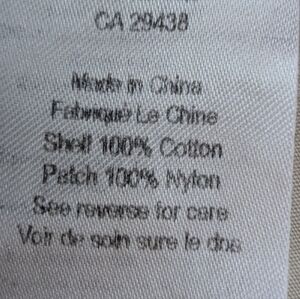 CA 29438
Made in China
Fabriqué Le Chine
Shell 100% Cotton
Patch 100% Nylon
See reverse for care
Voir de soin sure le dos